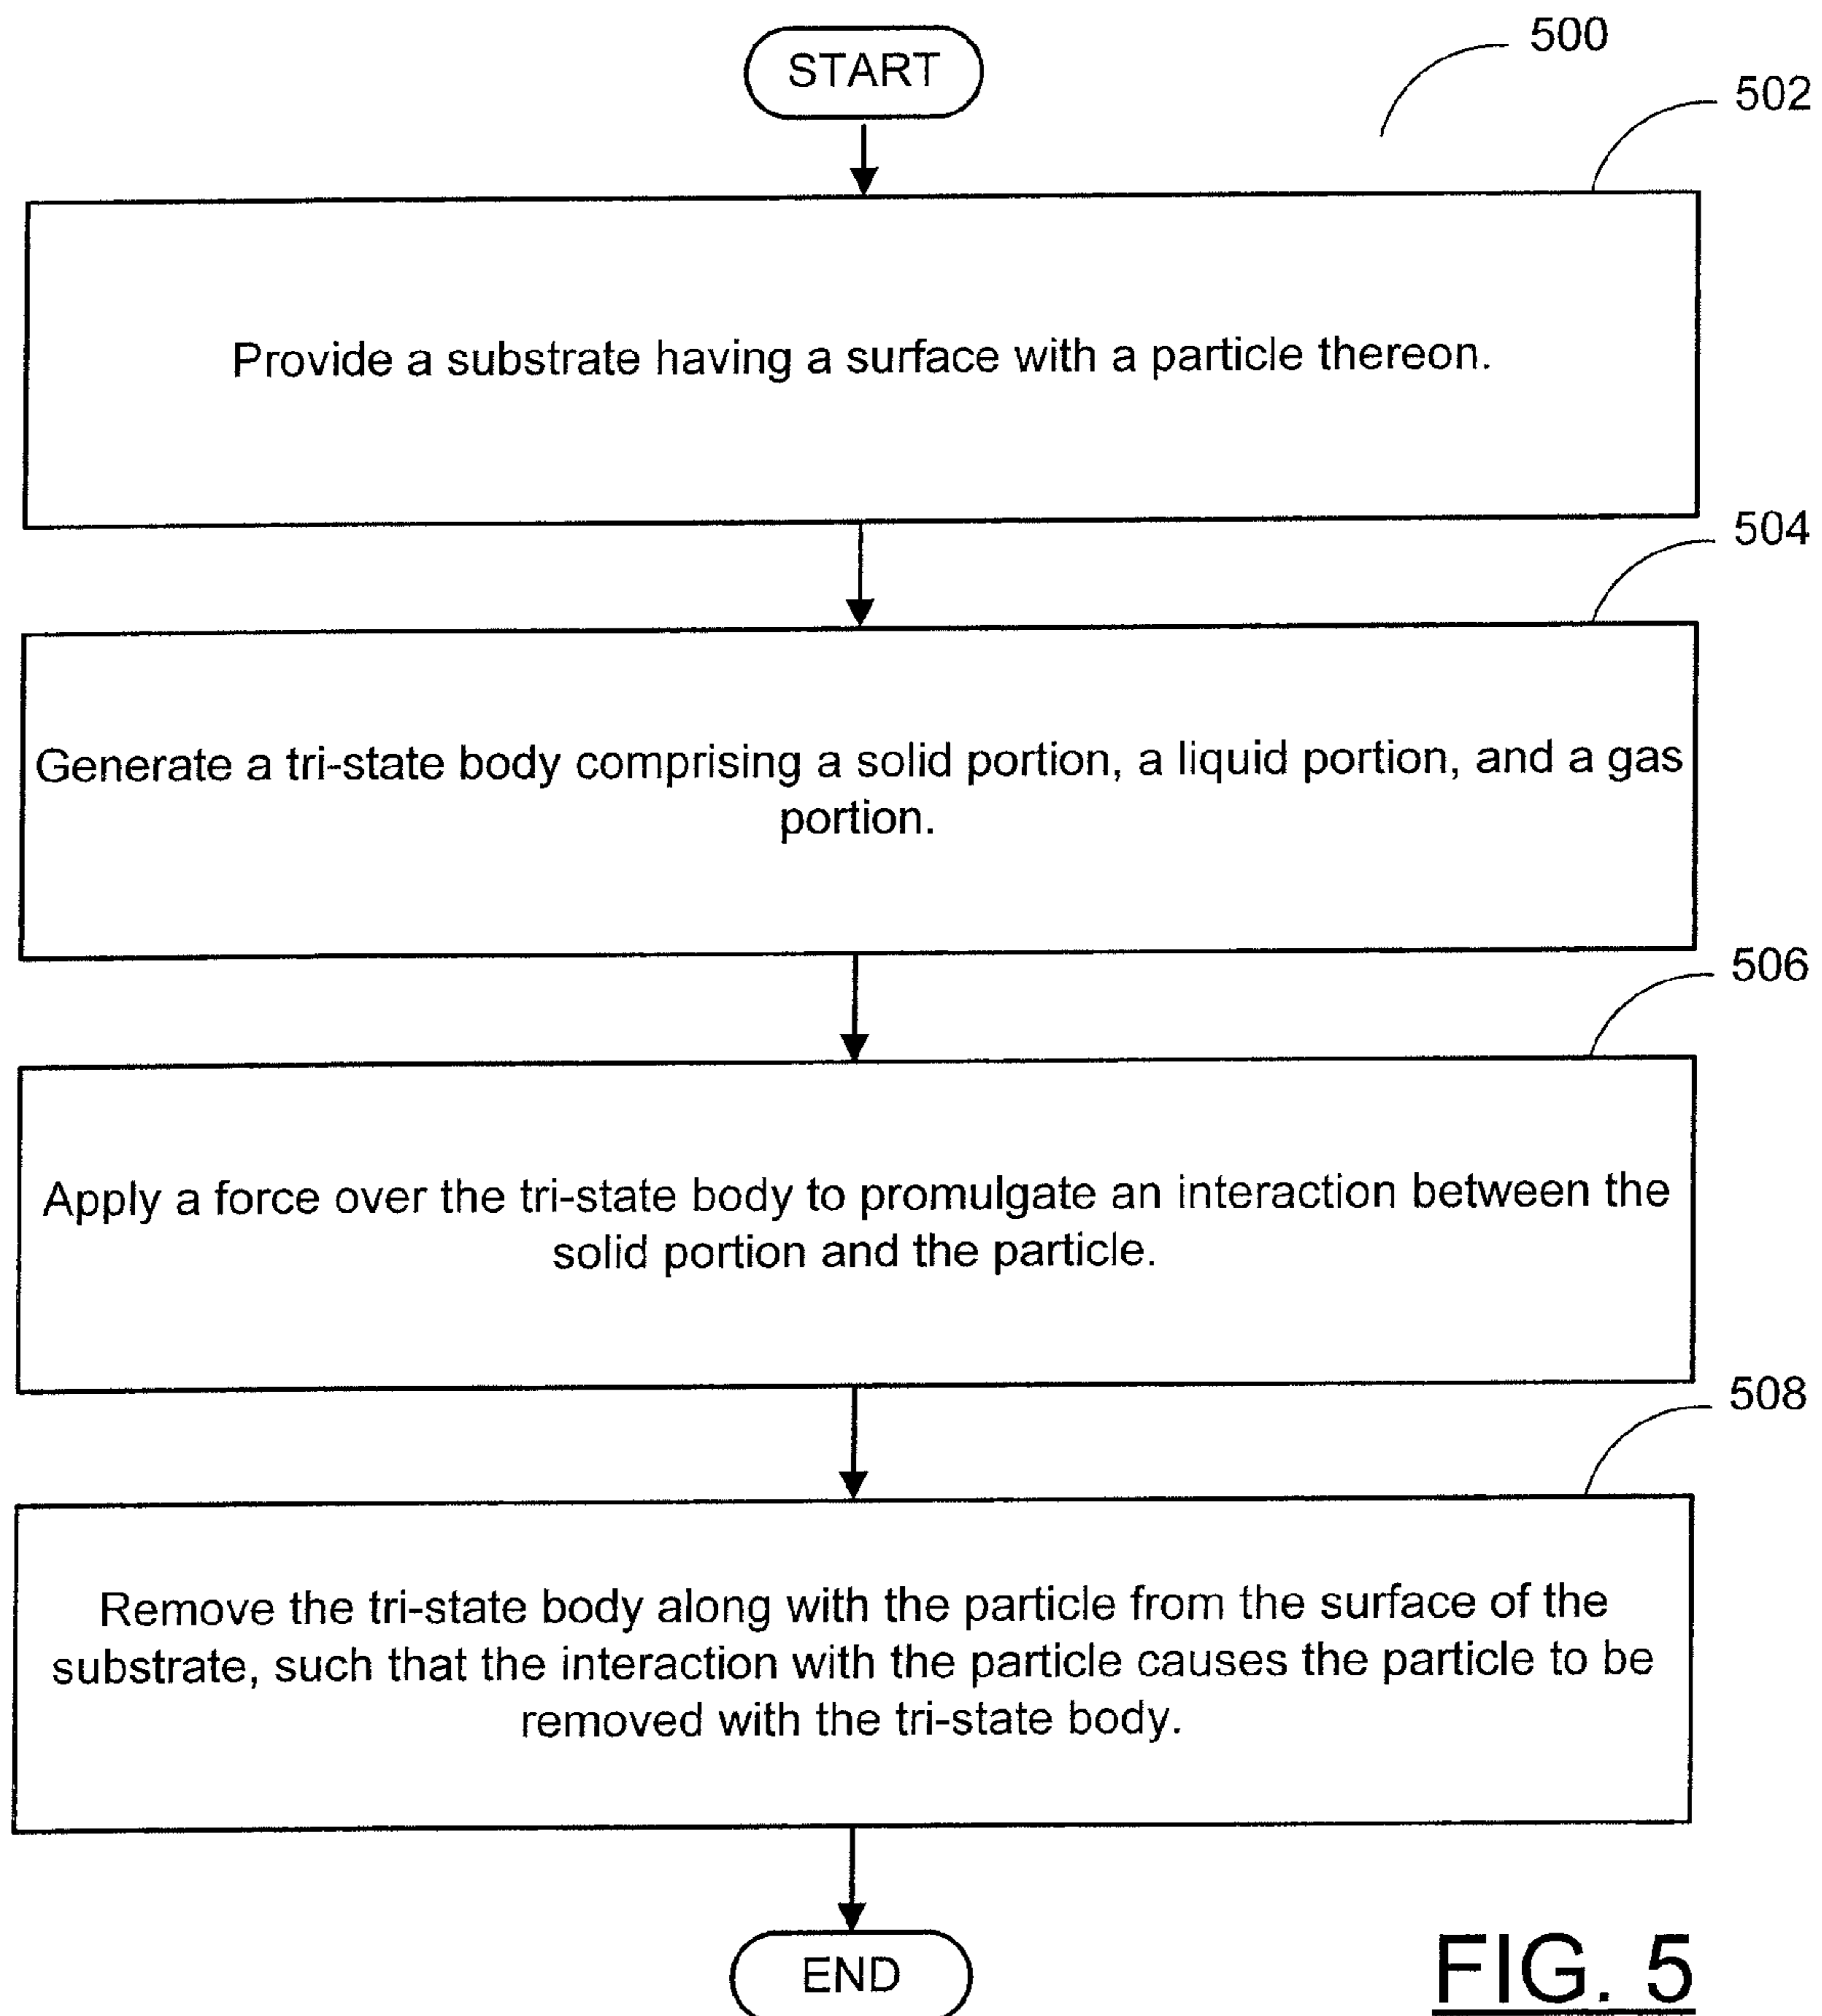 START
500
502
Provide a substrate having a surface with a particle thereon.
504
Generate a tri-state body comprising a solid portion, a liquid portion, and a gas
portion.
506
Apply a force over the tri-state body to promulgate an interaction between the
solid portion and the particle.
508
Remove the tri-state body along with the particle from the surface of the
substrate, such that the interaction with the particle causes the particle to be
removed with the tri-state body.
END
FIG. 5